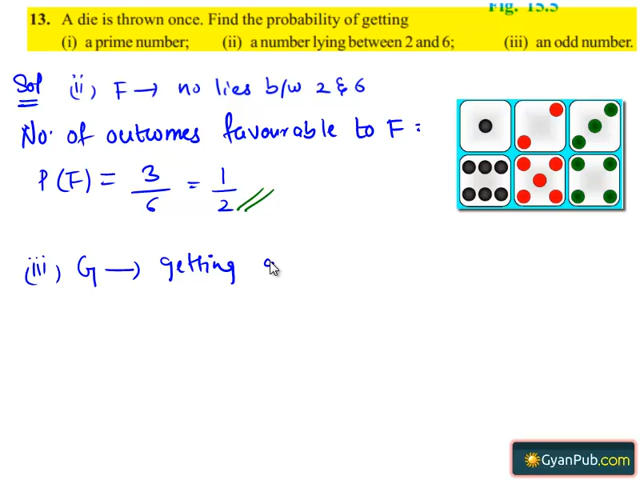 Fig. 15.5
13. A die is thrown once. Find the probability of getting
(i) a prime number; (ii) a number lying between 2 and 6; (iii) an odd number.
Sol (ii) F → no lies b/w 2 & 6
No. of outcomes favourable to F =
P(F) = 3/6 = 1/2
(iii) G → getting a
GyanPub.com